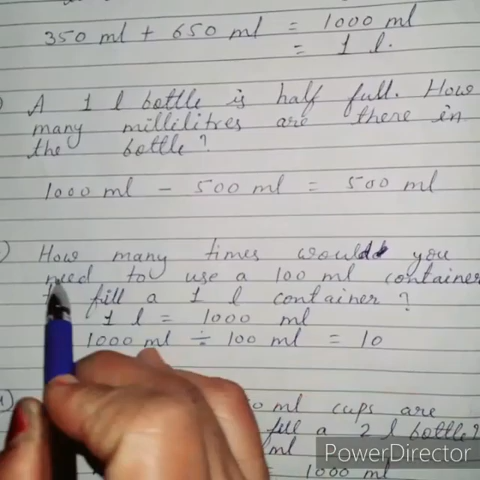 350 ml + 650 ml = 1000 ml
= 1 l.
) A 1 l bottle is half full. How
many millilitres are there in
the bottle?
1000 ml - 500 ml = 500 ml
) How many times would you
need to use a 100 ml container
fill a 1 l container?
1 l = 1000 ml
1000 ml ÷ 100 ml = 10
) 0 ml cups are
fill a 2 l bottle?
ml
= 1000 ml
PowerDirector